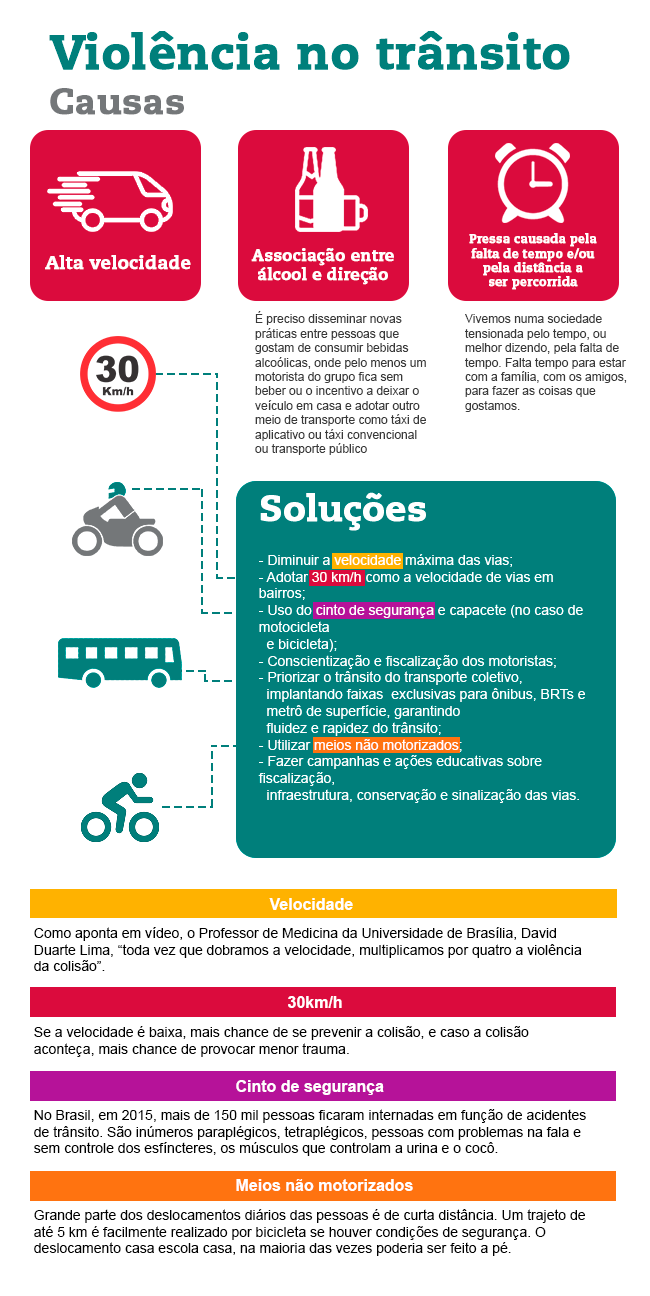 Violência no trânsito
Causas
Alta velocidade
Associação entre
álcool e direção
Pressa causada pela
falta de tempo e/ou
pela distância a
ser percorrida
É preciso disseminar novas
práticas entre pessoas que
gostam de consumir bebidas
alcoólicas, onde pelo menos um
motorista do grupo fica sem
beber ou o incentivo a deixar o
veículo em casa e adotar outro
meio de transporte como táxi de
aplicativo ou táxi convencional
ou transporte público
Vivemos numa sociedade
tensionada pelo tempo, ou
melhor dizendo, pela falta de
tempo. Falta tempo para estar
com a família, com os amigos,
para fazer as coisas que
gostamos.
30
Km/h
Soluções
- Diminuir a velocidade máxima das vias;
- Adotar 30 km/h como a velocidade de vias em
bairros;
- Uso do cinto de segurança e capacete (no caso de
motocicleta
e bicicleta);
- Conscientização e fiscalização dos motoristas;
- Priorizar o trânsito do transporte coletivo,
implantando faixas  exclusivas para ônibus, BRTs e
metrô de superfície, garantindo
fluidez e rapidez do trânsito;
- Utilizar meios não motorizados;
- Fazer campanhas e ações educativas sobre
fiscalização,
infraestrutura, conservação e sinalização das vias.
Velocidade
Como aponta em vídeo, o Professor de Medicina da Universidade de Brasília, David
Duarte Lima, “toda vez que dobramos a velocidade, multiplicamos por quatro a violência
da colisão”.
30km/h
Se a velocidade é baixa, mais chance de se prevenir a colisão, e caso a colisão
aconteça, mais chance de provocar menor trauma.
Cinto de segurança
No Brasil, em 2015, mais de 150 mil pessoas ficaram internadas em função de acidentes
de trânsito. São inúmeros paraplégicos, tetraplégicos, pessoas com problemas na fala e
sem controle dos esfíncteres, os músculos que controlam a urina e o cocô.
Meios não motorizados
Grande parte dos deslocamentos diários das pessoas é de curta distância. Um trajeto de
até 5 km é facilmente realizado por bicicleta se houver condições de segurança. O
deslocamento casa escola casa, na maioria das vezes poderia ser feito a pé.